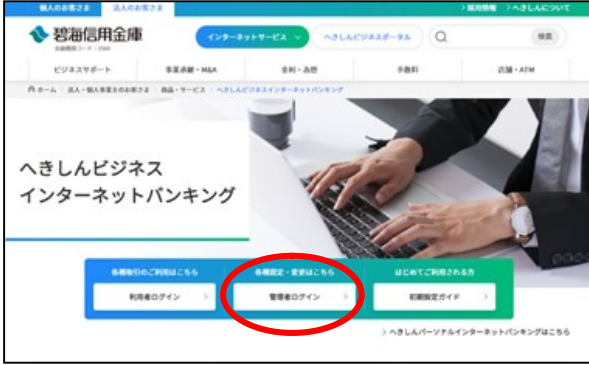 個人のお客さま 法人のお客さま > 採用情報 > へきしんについて
碧海信用金庫
金融機関コード:1560
インターネットサービス へきしんビジネスポータル 検索
ビジネスサポート 事業承継・M&A 金利・為替 手数料 店舗・ATM
ホーム 法人・個人事業主のお客さま 商品・サービス へきしんビジネスインターネットバンキング
へきしんビジネス
インターネットバンキング
各種取引のご利用はこちら 各種設定・変更はこちら はじめてご利用される方
利用者ログイン > 管理者ログイン > 初期設定ガイド >
> へきしんパーソナルインターネットバンキングはこちら